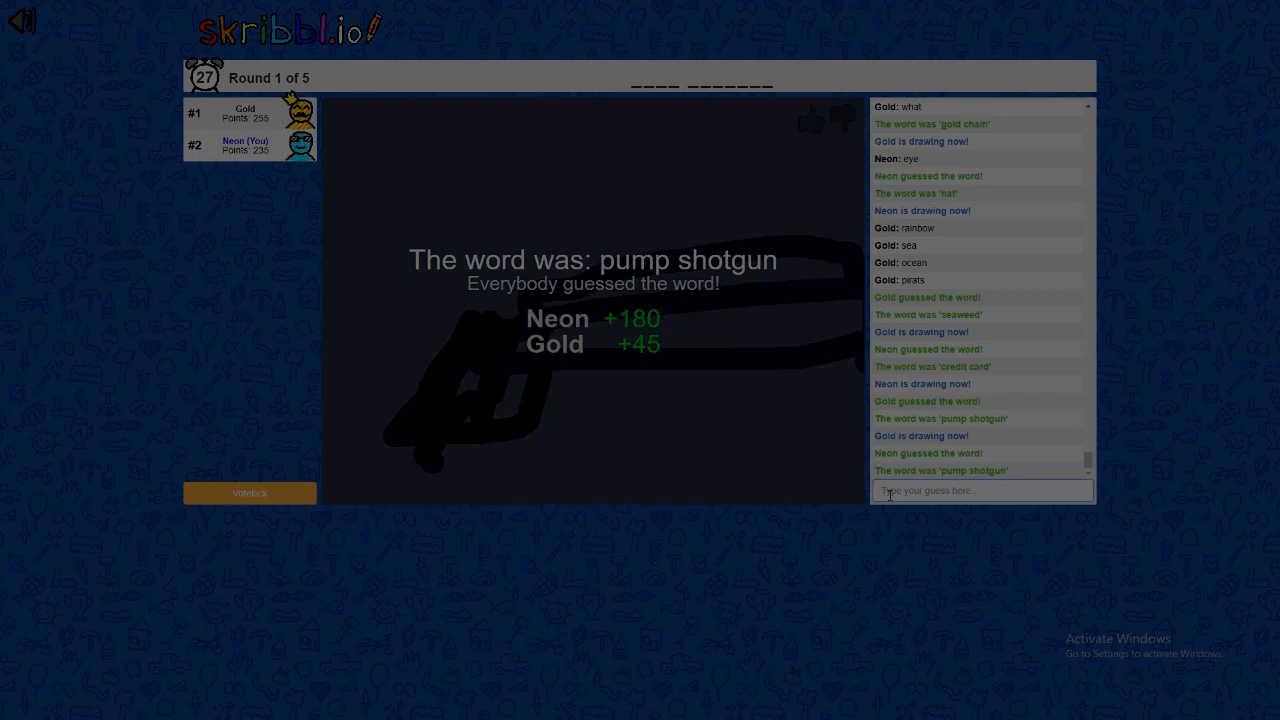 skribbl.io
27
Round 1 of 5
____ _______
#1
Gold
Points: 255
#2
Neon (You)
Points: 235
Votekick
The word was: pump shotgun
Everybody guessed the word!
Neon +180
Gold +45
Gold: what
The word was 'gold chain'
Gold is drawing now!
Neon: eye
Neon guessed the word!
The word was 'hat'
Neon is drawing now!
Gold: rainbow
Gold: sea
Gold: ocean
Gold: pirats
Gold guessed the word!
The word was 'seaweed'
Gold is drawing now!
Neon guessed the word!
The word was 'credit card'
Neon is drawing now!
Gold guessed the word!
The word was 'pump shotgun'
Gold is drawing now!
Neon guessed the word!
The word was 'pump shotgun'
Type your guess here...
Activate Windows
Go to Settings to activate Windows.